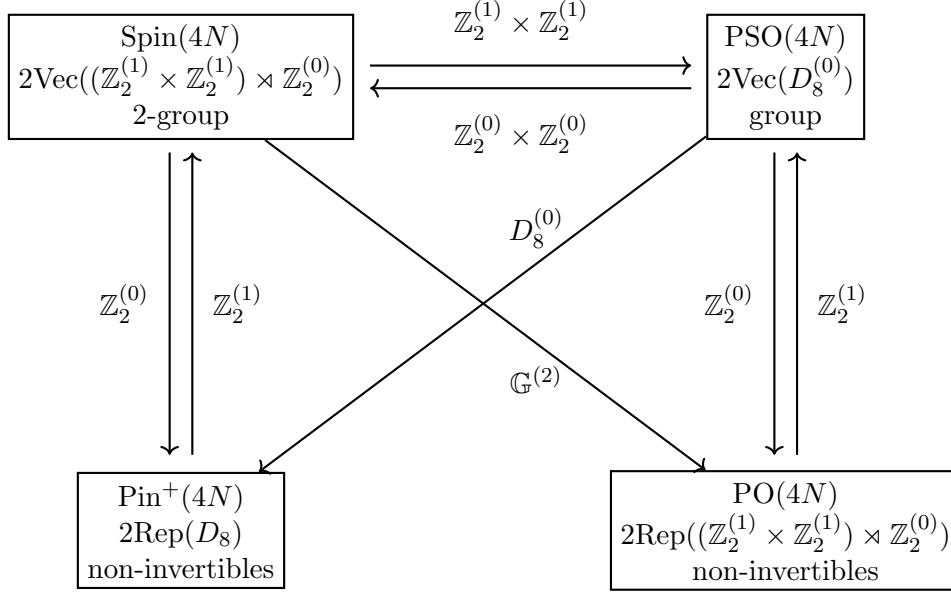 Spin(4N)
2Vec((ℤ₂⁽¹⁾ × ℤ₂⁽¹⁾) ⋊ ℤ₂⁽⁰⁾)
2-group
ℤ₂⁽¹⁾ × ℤ₂⁽¹⁾
ℤ₂⁽⁰⁾ × ℤ₂⁽⁰⁾
PSO(4N)
2Vec(D₈⁽⁰⁾)
group
D₈⁽⁰⁾
ℤ₂⁽⁰⁾
ℤ₂⁽¹⁾
ℤ₂⁽⁰⁾
ℤ₂⁽¹⁾
𝔾⁽²⁾
Pin⁺(4N)
2Rep(D₈)
non-invertibles
PO(4N)
2Rep((ℤ₂⁽¹⁾ × ℤ₂⁽¹⁾) ⋊ ℤ₂⁽⁰⁾)
non-invertibles